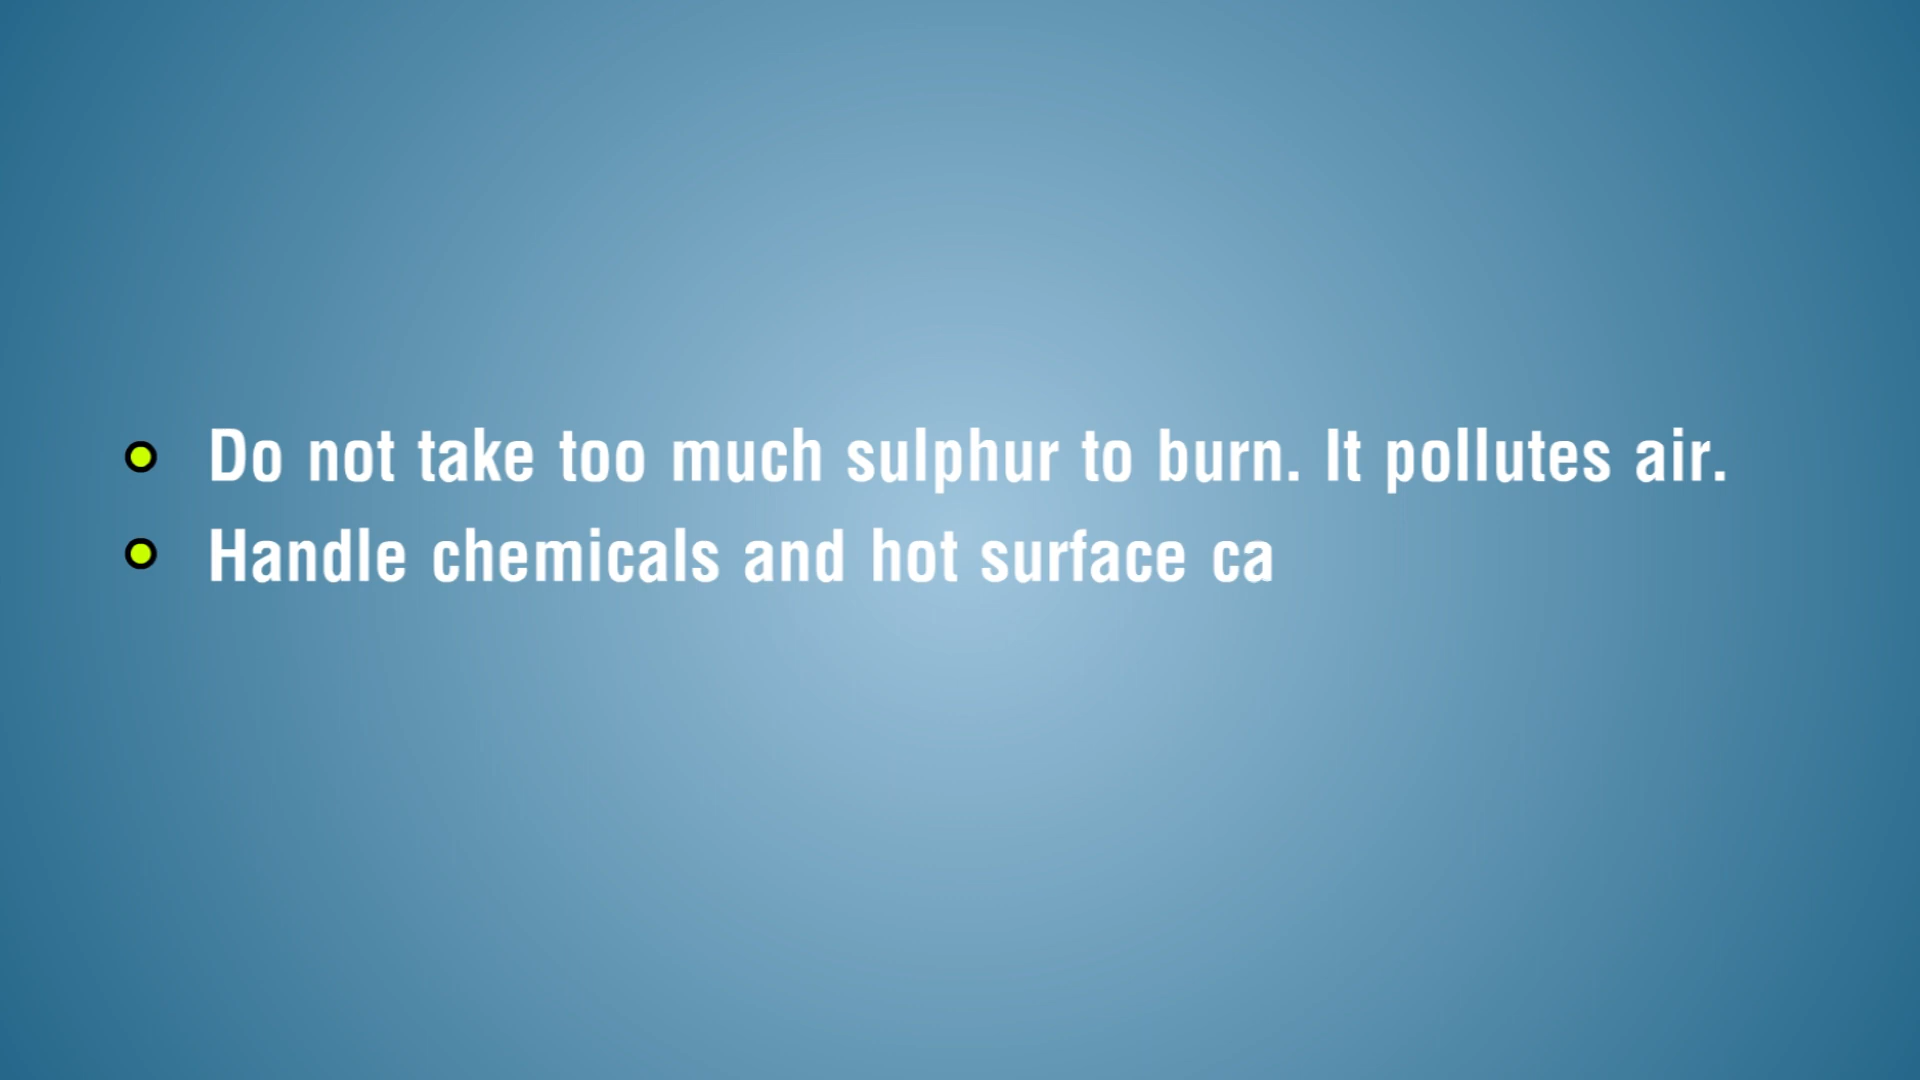 Do not take too much sulphur to burn. It pollutes air.
Handle chemicals and hot surface ca